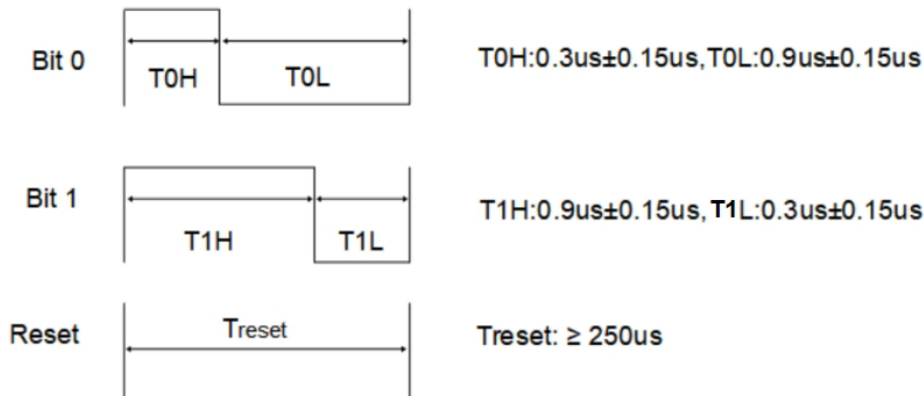 Bit 0
T0H
T0L
T0H:0.3us±0.15us,T0L:0.9us±0.15us
Bit 1
T1H
T1L
T1H:0.9us±0.15us,T1L:0.3us±0.15us
Reset
Treset
Treset: ≥ 250us